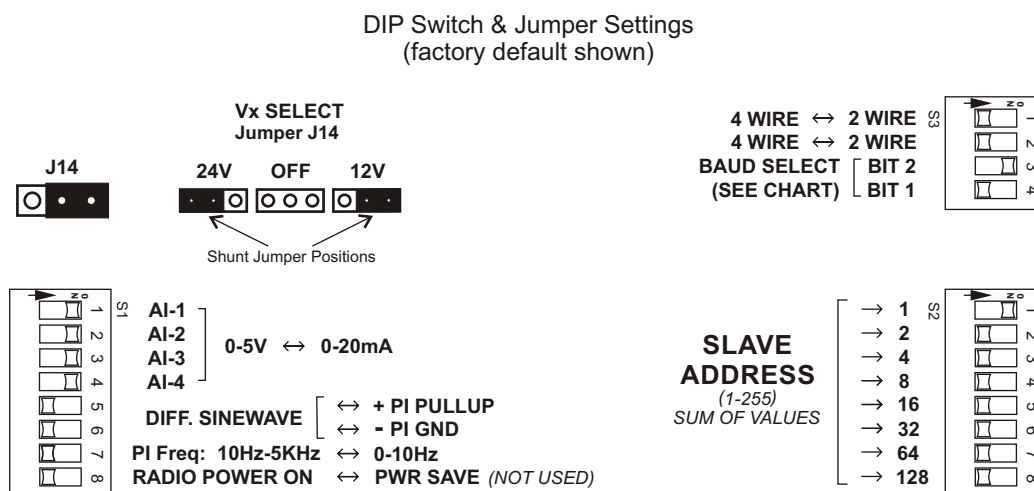 DIP Switch & Jumper Settings
(factory default shown)
Vx SELECT
Jumper J14
J14
24V OFF 12V
Shunt Jumper Positions
4 WIRE ↔ 2 WIRE
4 WIRE ↔ 2 WIRE
BAUD SELECT BIT 2
(SEE CHART) BIT 1
S3
ON
1
2
3
4
S1
ON
1
2
3
4
5
6
7
8
AI-1
AI-2
AI-3
AI-4
0-5V ↔ 0-20mA
DIFF. SINEWAVE
↔ + PI PULLUP
↔ - PI GND
PI Freq: 10Hz-5KHz ↔ 0-10Hz
RADIO POWER ON ↔ PWR SAVE (NOT USED)
SLAVE
ADDRESS
(1-255)
SUM OF VALUES
→ 1
→ 2
→ 4
→ 8
→ 16
→ 32
→ 64
→ 128
S2
ON
1
2
3
4
5
6
7
8